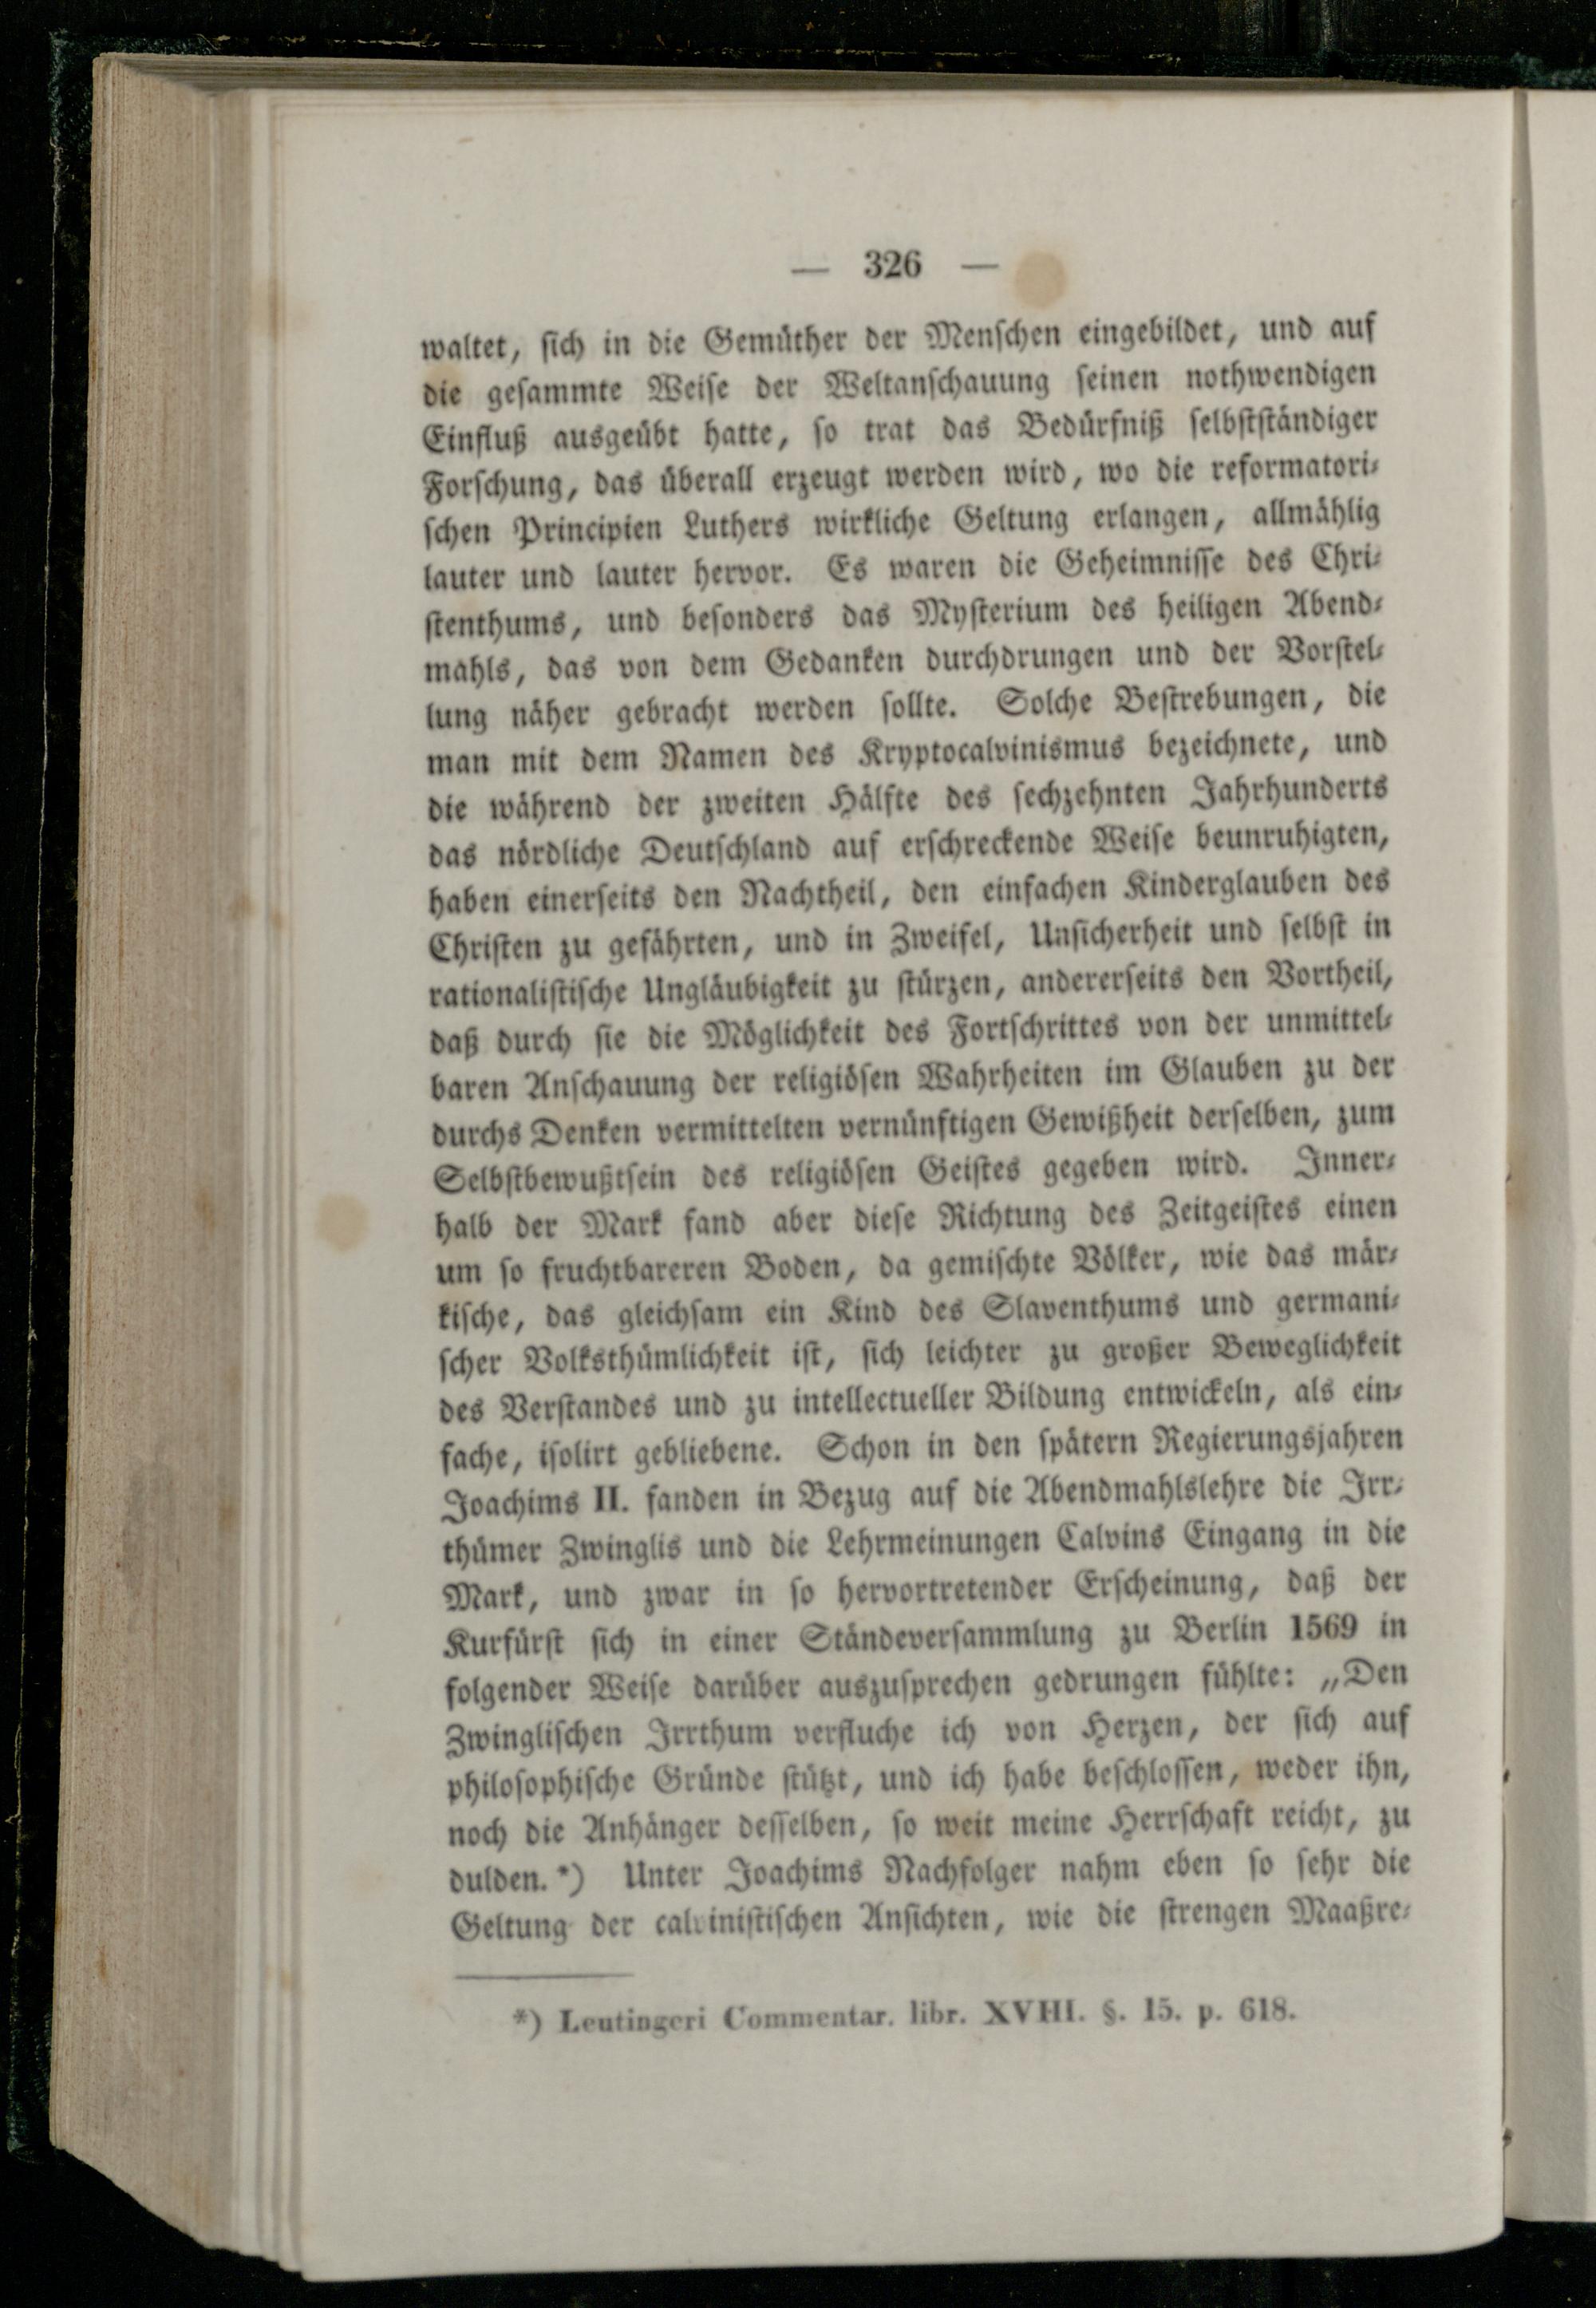 — 326 —
waltet, sich in die Gemüther der Menschen eingebildet, und auf
die gesammte Weise der Weltanschauung seinen nothwendigen
Einfluß ausgeübt hatte, so trat das Bedürfniß selbstständiger
Forschung, das überall erzeugt werden wird, wo die reformatori-
schen Principien Luthers wirkliche Geltung erlangen, allmählig
lauter und lauter hervor. Es waren die Geheimnisse des Chri-
stenthums, und besonders das Mysterium des heiligen Abend-
mahls, das von dem Gedanken durchdrungen und der Vorstel-
lung näher gebracht werden sollte. Solche Bestrebungen, die
man mit dem Namen des Kryptocalvinismus bezeichnete, und
die während der zweiten Hälfte des sechzehnten Jahrhunderts
das nördliche Deutschland auf erschreckende Weise beunruhigten,
haben einerseits den Nachtheil, den einfachen Kinderglauben des
Christen zu gefährten, und in Zweifel, Unsicherheit und selbst in
rationalistische Ungläubigkeit zu stürzen, andererseits den Vortheil,
daß durch sie die Möglichkeit des Fortschrittes von der unmittel-
baren Anschauung der religiösen Wahrheiten im Glauben zu der
durchs Denken vermittelten vernünftigen Gewißheit derselben, zum
Selbstbewußtsein des religiösen Geistes gegeben wird. Inner-
halb der Mark fand aber diese Richtung des Zeitgeistes einen
um so fruchtbareren Boden, da gemischte Völker, wie das mär-
kische, das gleichsam ein Kind des Slaventhums und germani-
scher Volksthümlichkeit ist, sich leichter zu großer Beweglichkeit
des Verstandes und zu intellectueller Bildung entwickeln, als ein-
fache, isolirt gebliebene. Schon in den spätern Regierungsjahren
Joachims II. fanden in Bezug auf die Abendmahlslehre die Irr-
thümer Zwinglis und die Lehrmeinungen Calvins Eingang in die
Mark, und zwar in so hervortretender Erscheinung, daß der
Kurfürst sich in einer Ständeversammlung zu Berlin 1569 in
folgender Weise darüber auszusprechen gedrungen fühlte: „Den
Zwinglischen Irrthum verfluche ich von Herzen, der sich auf
philosophische Gründe stützt, und ich habe beschlossen, weder ihn,
noch die Anhänger desselben, so weit meine Herrschaft reicht, zu
dulden.*) Unter Joachims Nachfolger nahm eben so sehr die
Geltung der calvinistischen Ansichten, wie die strengen Maaßre-
*) Leutingeri Commentar. libr. XVIII. §. 15. p. 618.